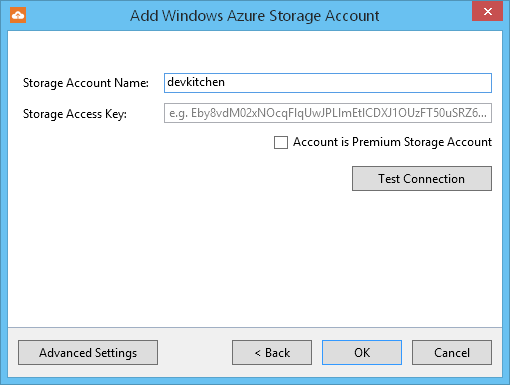 Add Windows Azure Storage Account
Storage Account Name: devkitchen
Storage Access Key: e.g. Eby8vdM02xNOcqFlqUwJPLlmEtlCDXJ1OUzFT50uSRZ6...
Account is Premium Storage Account
Test Connection
Advanced Settings < Back OK Cancel